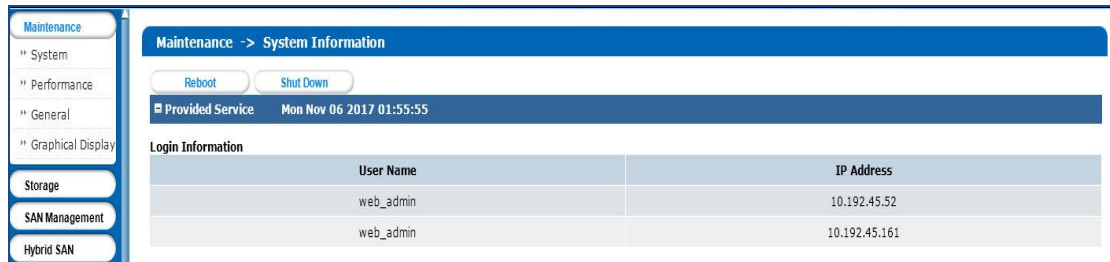 Maintenance
» System
» Performance
» General
» Graphical Display
Storage
SAN Management
Hybrid SAN
Maintenance -> System Information
Reboot Shut Down
Provided Service Mon Nov 06 2017 01:55:55
Login Information
User Name IP Address
web_admin 10.192.45.52
web_admin 10.192.45.161